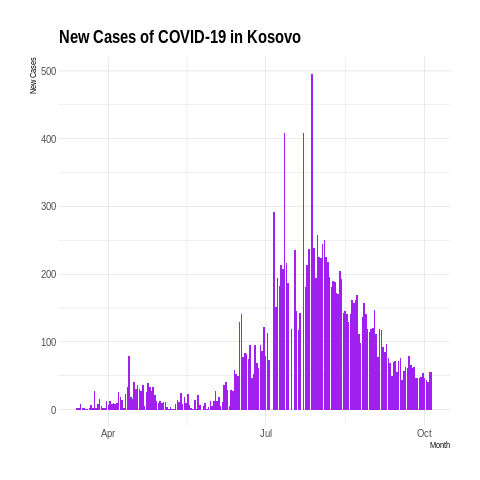 New Cases of COVID-19 in Kosovo
New Cases
500
400
300
200
100
0
Apr
Jul
Oct
Month